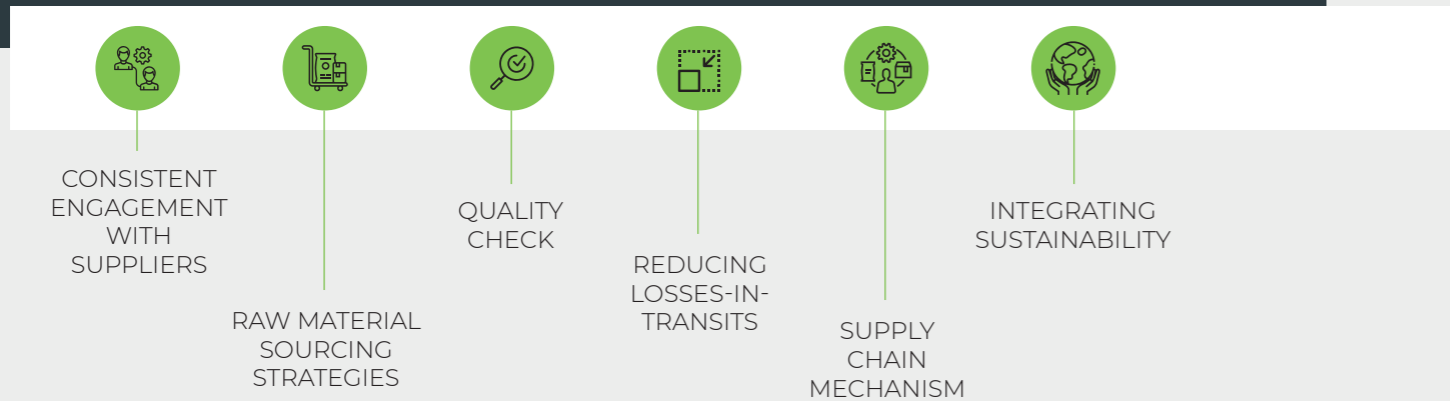 CONSISTENT
ENGAGEMENT
WITH
SUPPLIERS
RAW MATERIAL
SOURCING
STRATEGIES
QUALITY
CHECK
REDUCING
LOSSES-IN-
TRANSITS
SUPPLY
CHAIN
MECHANISM
INTEGRATING
SUSTAINABILITY